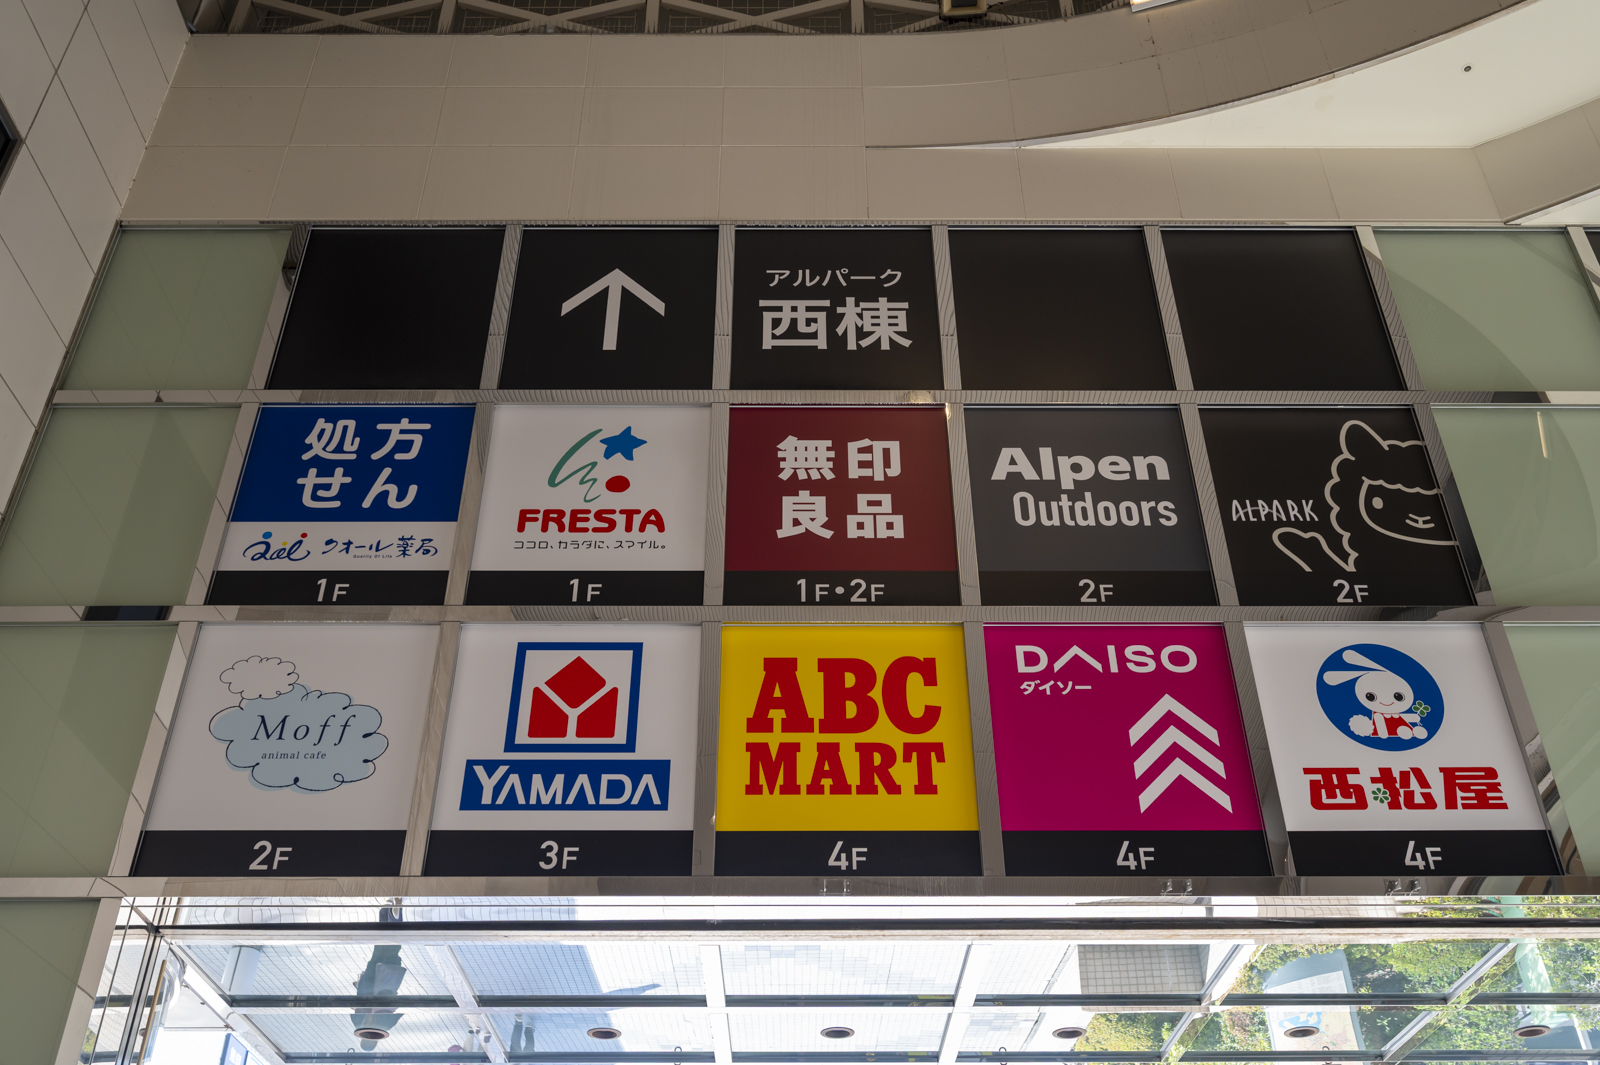 アルパーク
西棟
処方
せん
クオール薬局
Quality Of Life
1F
FRESTA
ココロ、カラダに、スマイル。
1F
無印
良品
1F•2F
Alpen
Outdoors
2F
ALPARK
2F
Moff
animal cafe
2F
YAMADA
3F
ABC
MART
4F
DAISO
ダイソー
4F
西松屋
4F